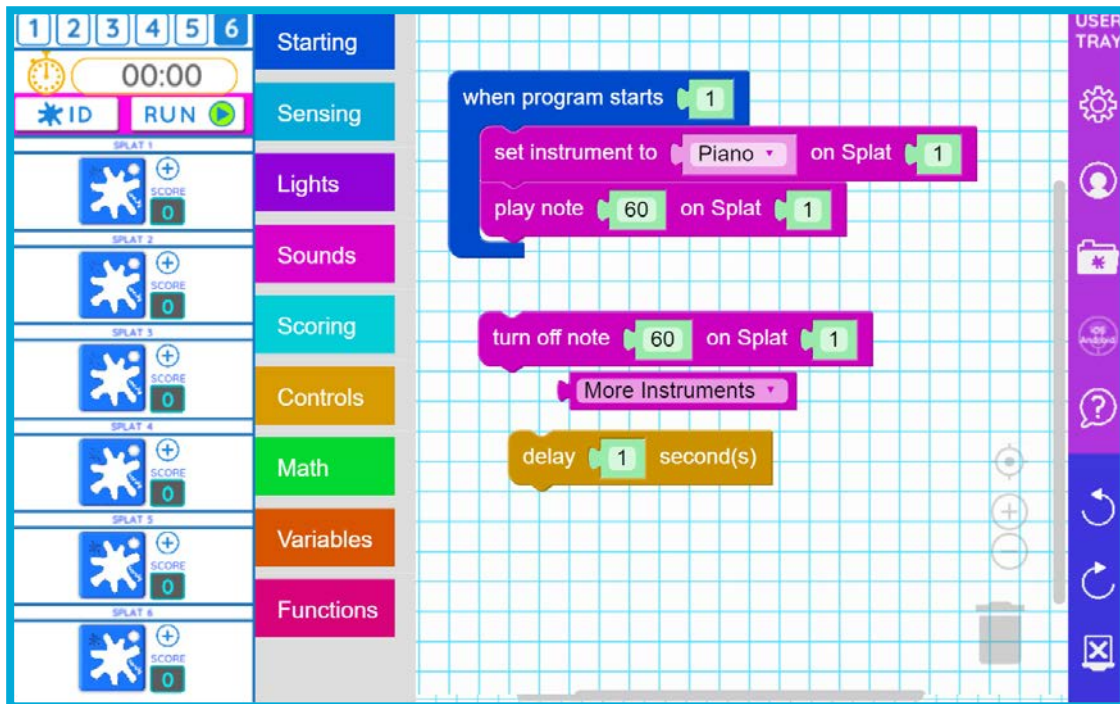 1 2 3 4 5 6
00:00
ID RUN
SPLAT 1
SCORE
0
SPLAT 2
SCORE
0
SPLAT 3
SCORE
0
SPLAT 4
SCORE
0
SPLAT 5
SCORE
0
SPLAT 6
SCORE
0
Starting
Sensing
Lights
Sounds
Scoring
Controls
Math
Variables
Functions
when program starts 1
set instrument to Piano on Splat 1
play note 60 on Splat 1
turn off note 60 on Splat 1
More Instruments
delay 1 second(s)
USER
TRAY
iOS
Android